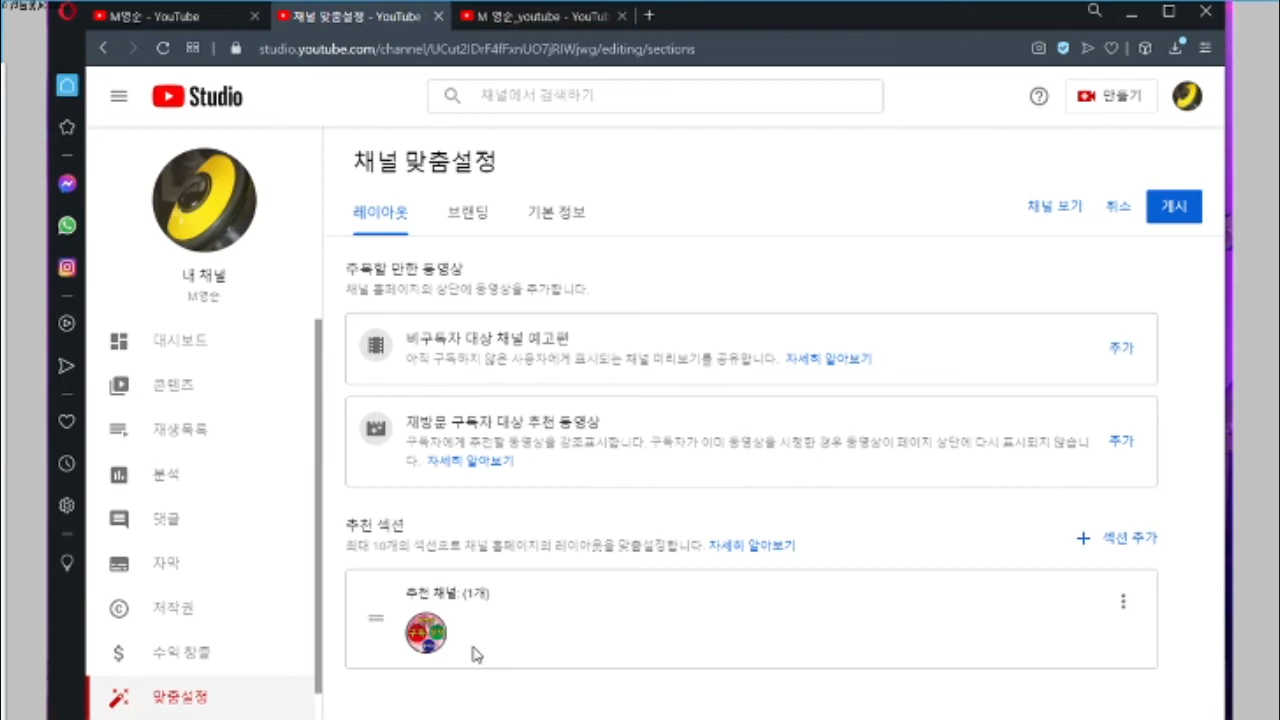 M영순 - YouTube
채널 맞춤설정 - YouTube
M 영순_youtube - YouTu
studio.youtube.com/channel/UCut2IDrF4fFxnUO7jRIWjwg/editing/sections
Studio
채널에서 검색하기
만들기
채널 맞춤설정
레이아웃
브랜딩
기본 정보
채널 보기
취소
게시
내 채널
M영순
대시보드
콘텐츠
재생목록
분석
댓글
자막
저작권
수익 창출
맞춤설정
주목할 만한 동영상
채널 홈페이지의 상단에 동영상을 추가합니다.
비구독자 대상 채널 예고편
아직 구독하지 않은 사용자에게 표시되는 채널 미리보기를 공유합니다. 자세히 알아보기
추가
재방문 구독자 대상 추천 동영상
구독자에게 추천할 동영상을 강조표시합니다. 구독자가 이미 동영상을 시청한 경우 동영상이 페이지 상단에 다시 표시되지 않습니
다. 자세히 알아보기
추가
추천 섹션
최대 10개의 섹션으로 채널 홈페이지의 레이아웃을 맞춤설정합니다. 자세히 알아보기
섹션 추가
추천 채널: (1개)
구독